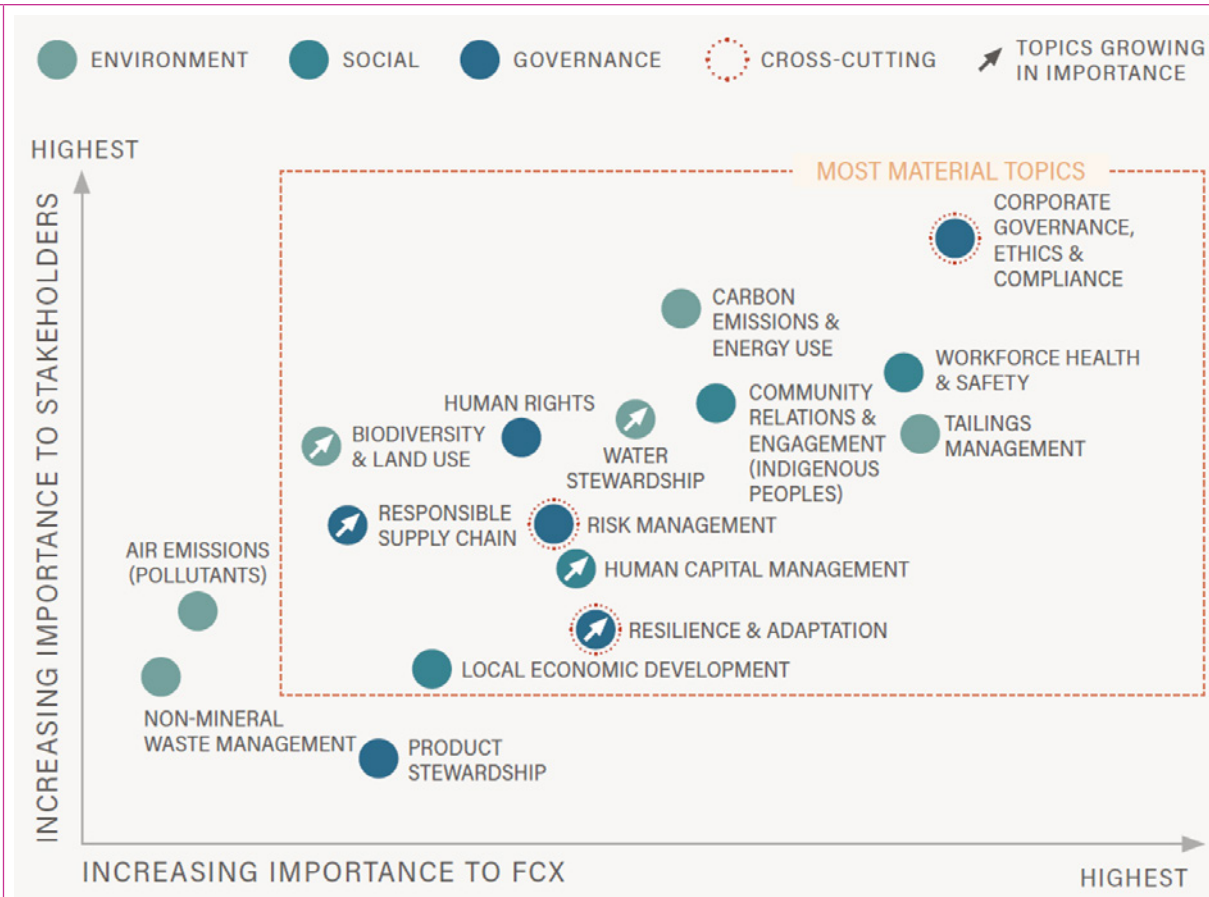 ENVIRONMENT
SOCIAL
GOVERNANCE
CROSS-CUTTING
TOPICS GROWING
IN IMPORTANCE
HIGHEST
INCREASING IMPORTANCE TO STAKEHOLDERS
MOST MATERIAL TOPICS
CORPORATE
GOVERNANCE,
ETHICS &
COMPLIANCE
CARBON
EMISSIONS &
ENERGY USE
WORKFORCE HEALTH
& SAFETY
COMMUNITY
RELATIONS &
ENGAGEMENT
(INDIGENOUS
PEOPLES)
TAILINGS
MANAGEMENT
HUMAN RIGHTS
BIODIVERSITY
& LAND USE
WATER
STEWARDSHIP
RESPONSIBLE
SUPPLY CHAIN
RISK MANAGEMENT
AIR EMISSIONS
(POLLUTANTS)
HUMAN CAPITAL MANAGEMENT
RESILIENCE & ADAPTATION
LOCAL ECONOMIC DEVELOPMENT
NON-MINERAL
WASTE MANAGEMENT
PRODUCT
STEWARDSHIP
INCREASING IMPORTANCE TO FCX
HIGHEST